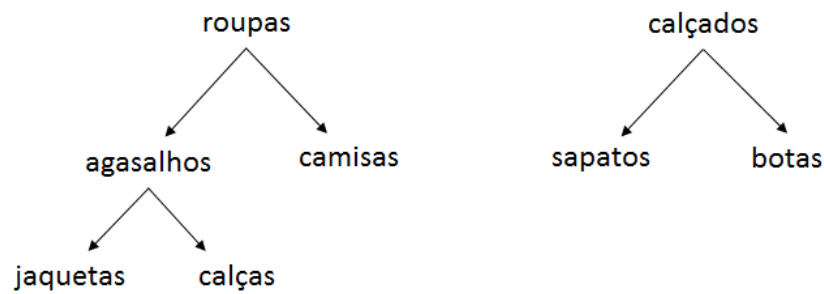 roupas
calçados
agasalhos
camisas
sapatos
botas
jaquetas
calças